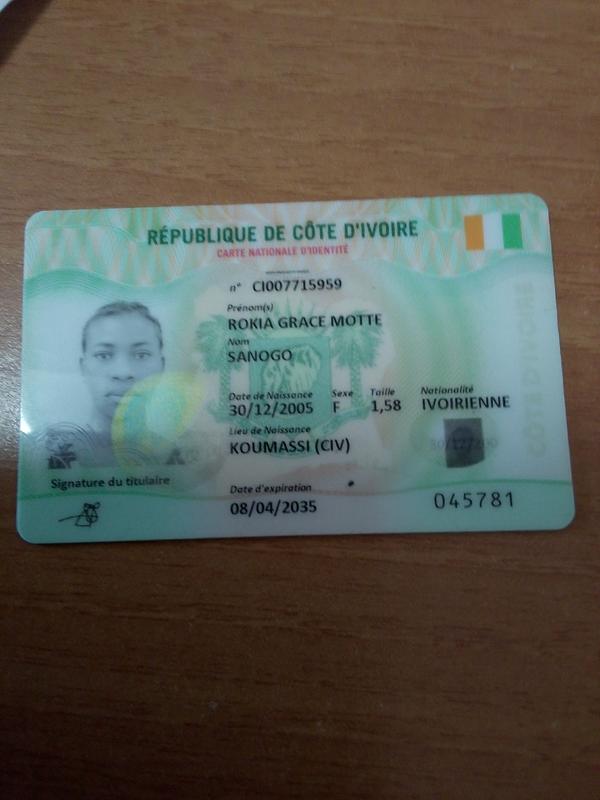 RÉPUBLIQUE DE CÔTE D'IVOIRE
CARTE NATIONALE D'IDENTITÉ
n° CI007715959
Prénom(s)
ROKIA GRACE MOTTE
Nom
SANOGO
Date de Naissance Sexe Taille Nationalité
30/12/2005 F 1,58 IVOIRIENNE
Lieu de Naissance
KOUMASSI (CIV)
Signature du titulaire
Date d'expiration
08/04/2035
045781